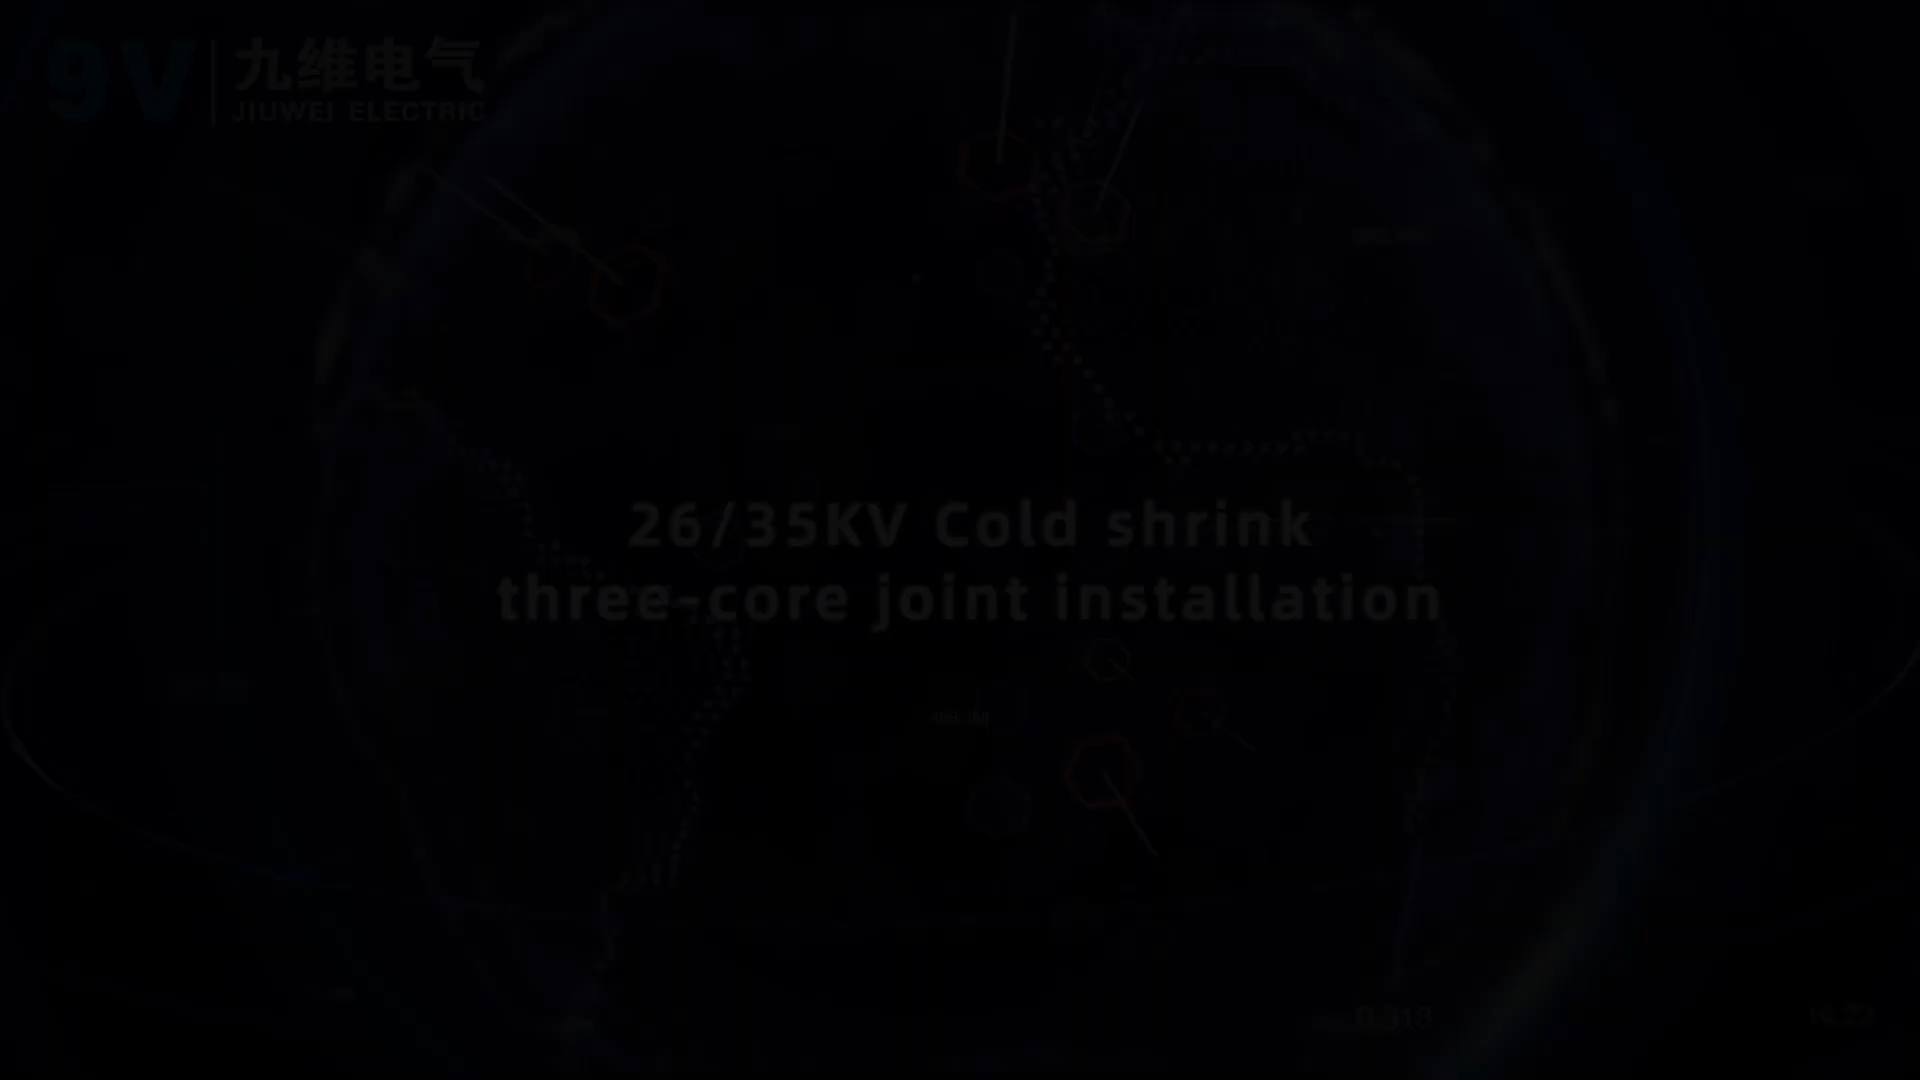 9V 九维电气
JIUWEI ELECTRIC
26/35KV Cold shrink
three-core joint installation